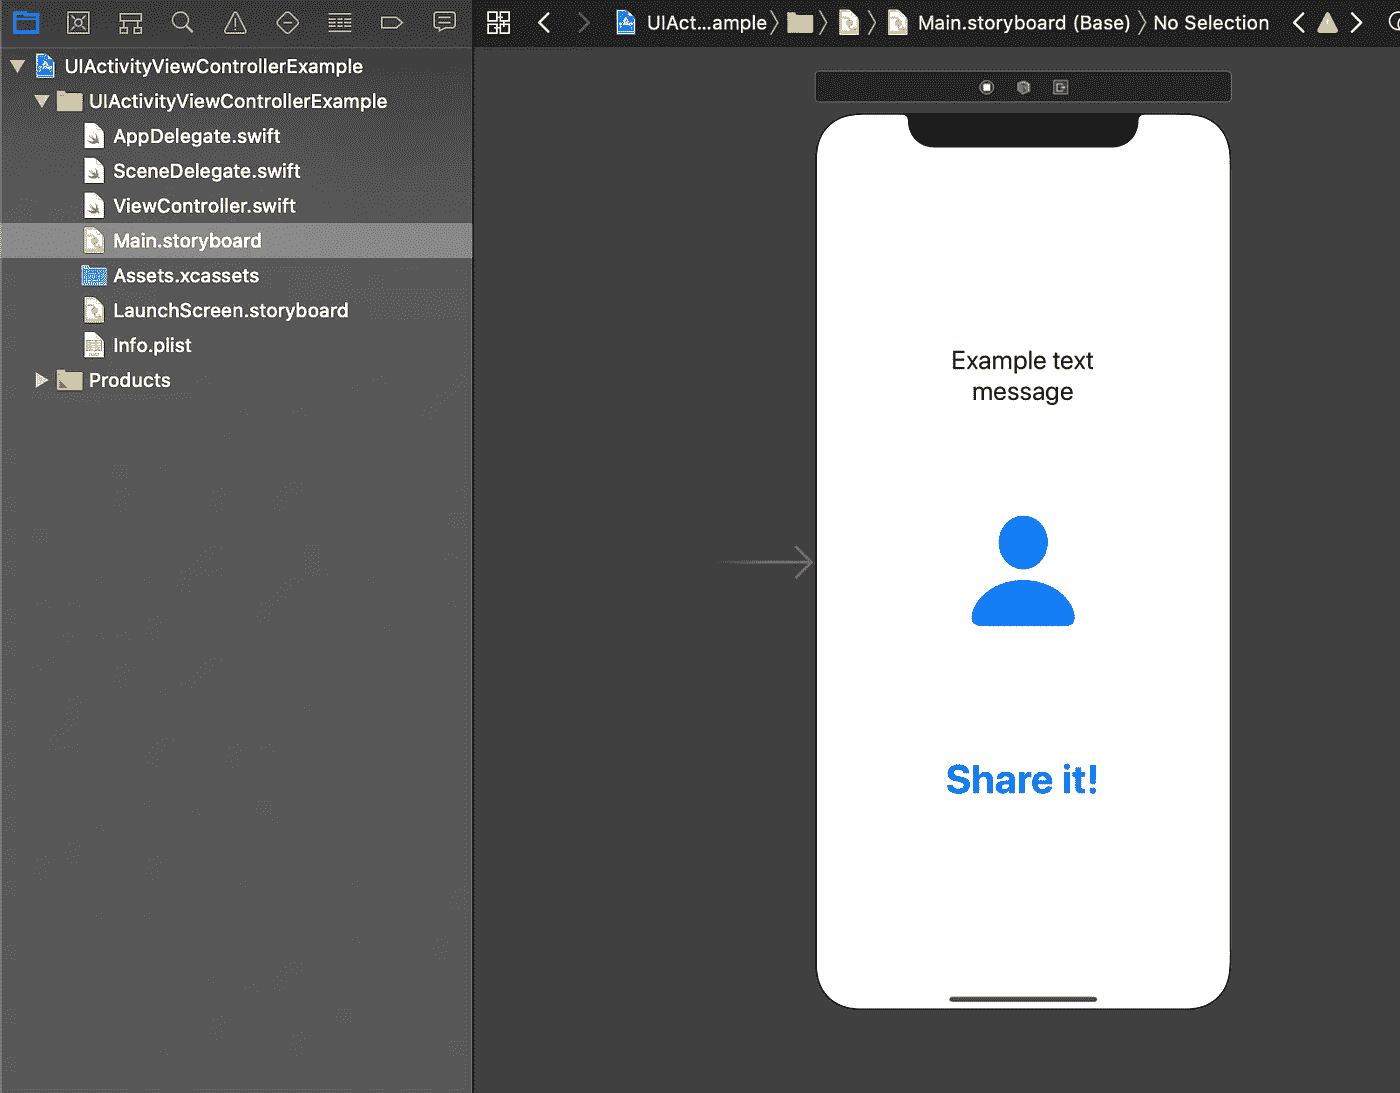 UIAct...ample
Main.storyboard (Base)
No Selection
UIActivityViewControllerExample
UIActivityViewControllerExample
AppDelegate.swift
SceneDelegate.swift
ViewController.swift
Main.storyboard
Assets.xcassets
LaunchScreen.storyboard
Info.plist
Products
Example text
message
Share it!